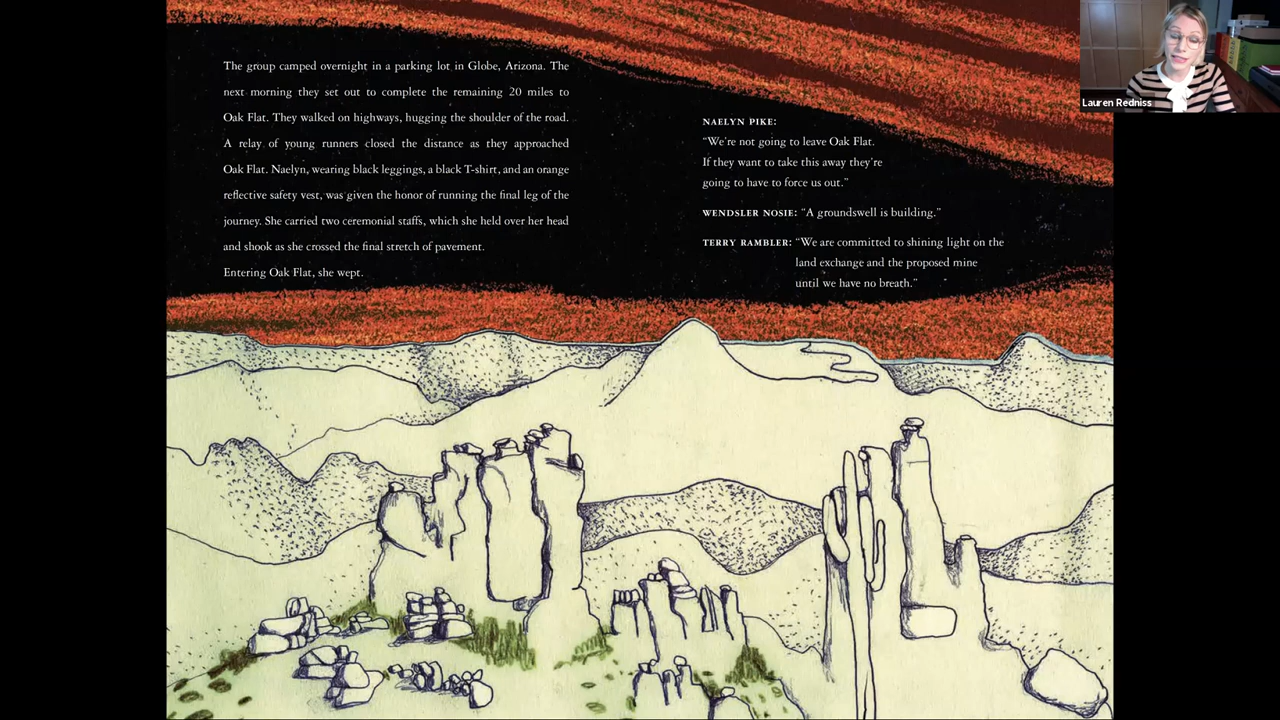 The group camped overnight in a parking lot in Globe, Arizona. The
next morning they set out to complete the remaining 20 miles to
Oak Flat. They walked on highways, hugging the shoulder of the road.
A relay of young runners closed the distance as they approached
Oak Flat. Naelyn, wearing black leggings, a black T-shirt, and an orange
reflective safety vest, was given the honor of running the final leg of the
journey. She carried two ceremonial staffs, which she held over her head
and shook as she crossed the final stretch of pavement.
Entering Oak Flat, she wept.
NAELYN PIKE:
“We’re not going to leave Oak Flat.
If they want to take this away they’re
going to have to force us out.”
WENDSLER NOSIE: “A groundswell is building.”
TERRY RAMBLER: “We are committed to shining light on the
land exchange and the proposed mine
until we have no breath.”
Lauren Redniss